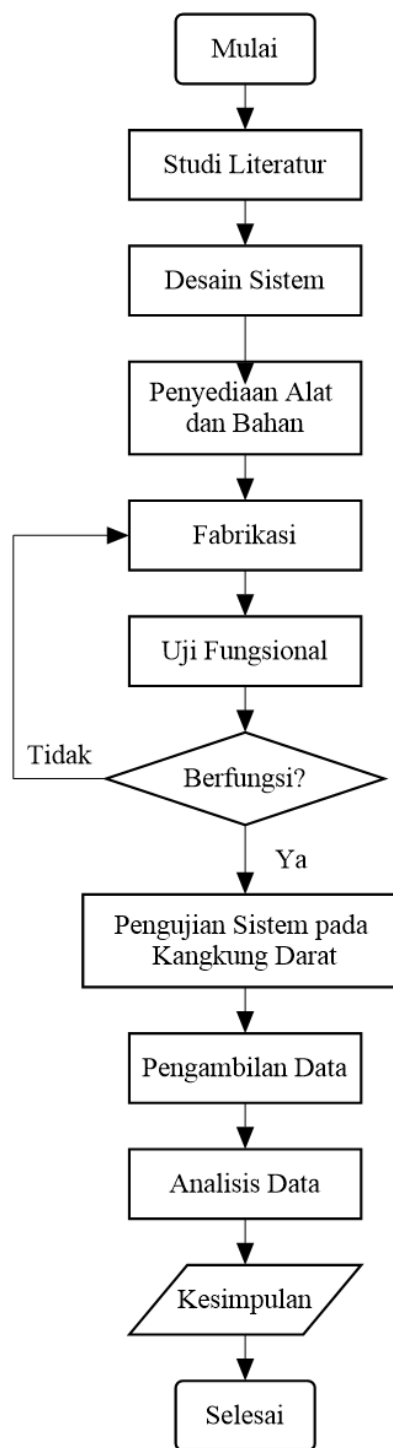 Mulai
Studi Literatur
Desain Sistem
Penyediaan Alat
dan Bahan
Fabrikasi
Uji Fungsional
Tidak
Berfungsi?
Ya
Pengujian Sistem pada
Kangkung Darat
Pengambilan Data
Analisis Data
Kesimpulan
Selesai